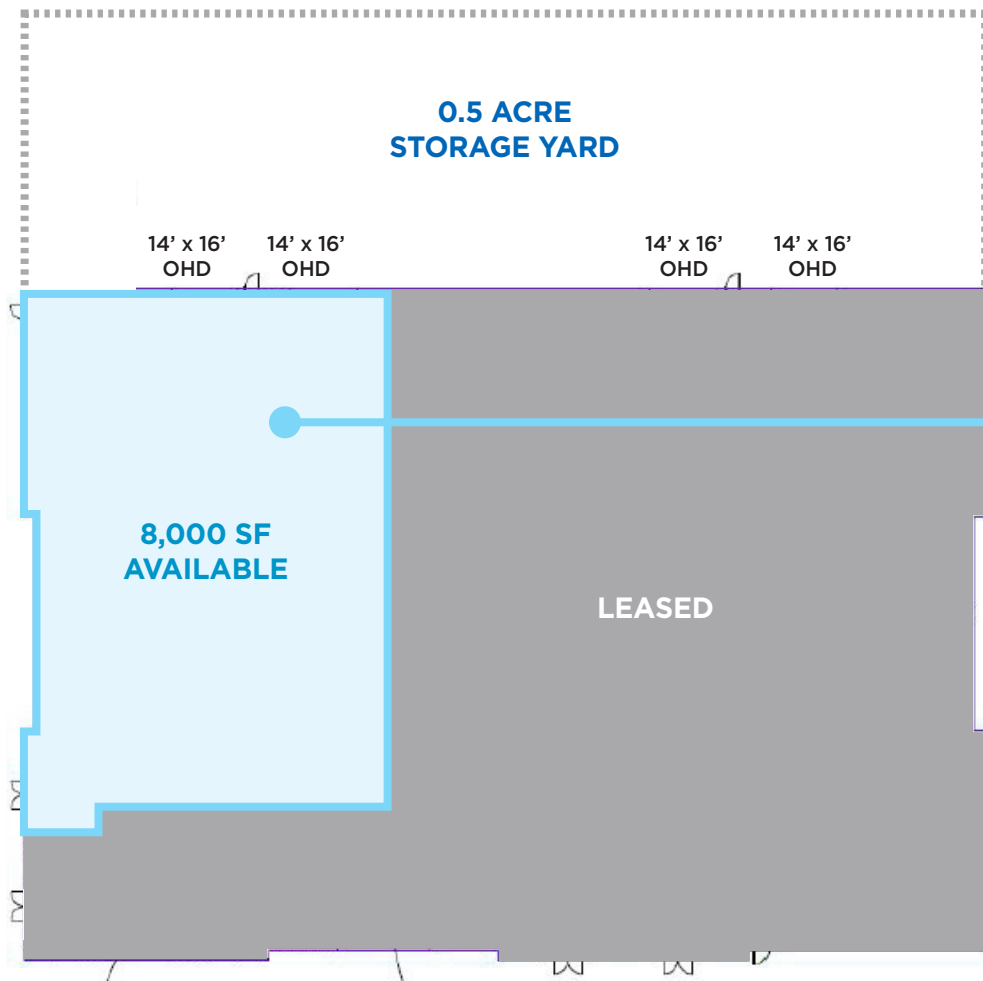 0.5 ACRE
STORAGE YARD
14’ x 16’
OHD
14’ x 16’
OHD
14’ x 16’
OHD
14’ x 16’
OHD
8,000 SF
AVAILABLE
LEASED